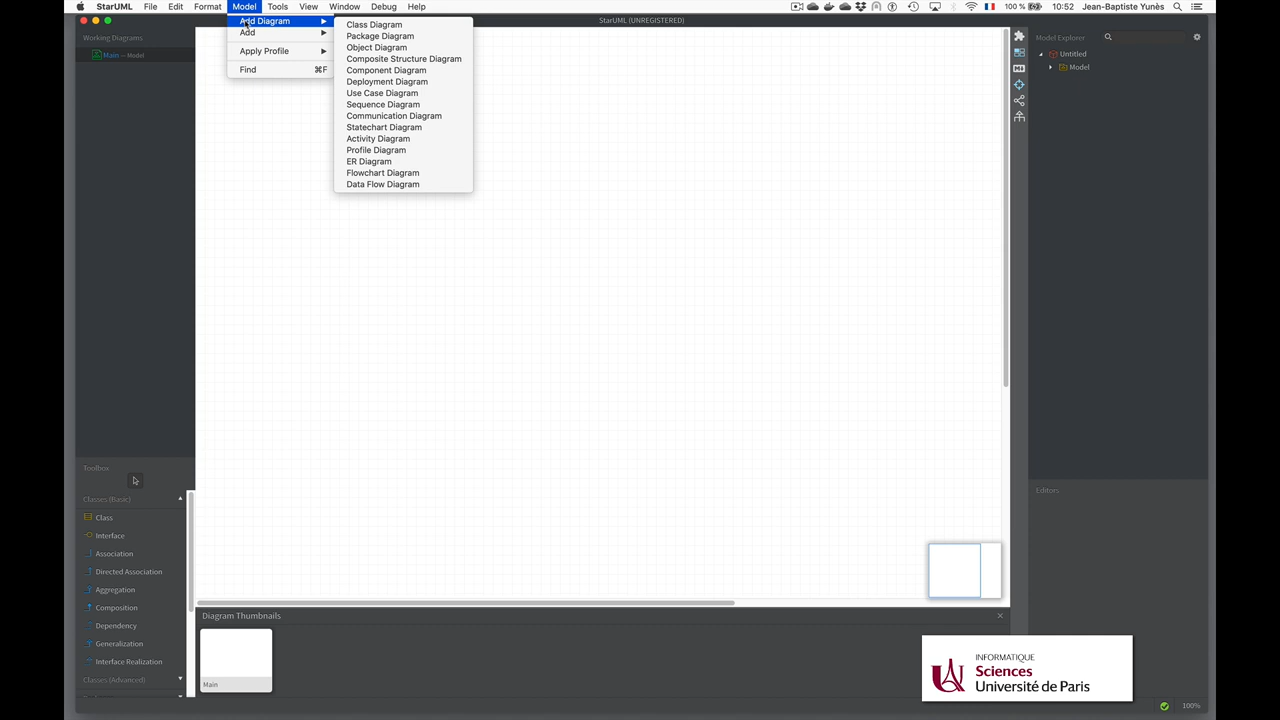 StarUML File Edit Format Model Tools View Window Debug Help
100 % 10:52 Jean-Baptiste Yunès
StarUML (UNREGISTERED)
Working Diagrams
Main — Model
Add Diagram
Add
Apply Profile
Find ⌘F
Class Diagram
Package Diagram
Object Diagram
Composite Structure Diagram
Component Diagram
Deployment Diagram
Use Case Diagram
Sequence Diagram
Communication Diagram
Statechart Diagram
Activity Diagram
Profile Diagram
ER Diagram
Flowchart Diagram
Data Flow Diagram
Model Explorer
Untitled
Model
Toolbox
Classes (Basic)
Class
Interface
Association
Directed Association
Aggregation
Composition
Dependency
Generalization
Interface Realization
Classes (Advanced)
Diagram Thumbnails
Main
Editors
INFORMATIQUE
Sciences
Université de Paris
100%